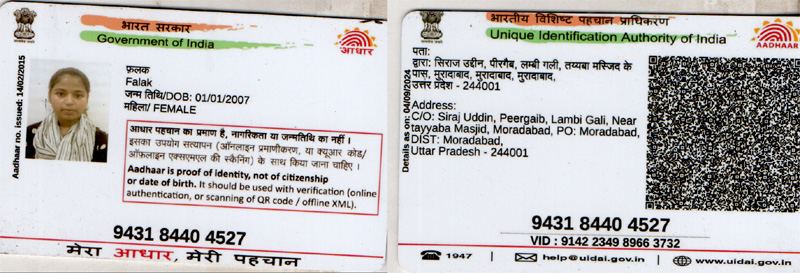 भारत सरकार
Government of India
आधार
Aadhaar no. issued: 14/02/2015
फ़लक
Falak
जन्म तिथि/DOB: 01/01/2007
महिला/ FEMALE
आधार पहचान का प्रमाण है, नागरिकता या जन्मतिथि का नहीं ।
इसका उपयोग सत्यापन (ऑनलाइन प्रमाणीकरण, या क्यूआर कोड/
ऑफ़लाइन एक्सएमएल की स्कैनिंग) के साथ किया जाना चाहिए ।
Aadhaar is proof of identity, not of citizenship
or date of birth. It should be used with verification (online
authentication, or scanning of QR code / offline XML).
9431 8440 4527
मेरा आधार, मेरी पहचान
भारतीय विशिष्ट पहचान प्राधिकरण
Unique Identification Authority of India
AADHAAR
Details as on: 04/09/2024
पता:
द्वारा: सिराज उद्दीन, पीरगैब, लम्बी गली, तय्यबा मस्जिद के
पास, मुरादाबाद, मुरादाबाद, मुरादाबाद,
उत्तर प्रदेश - 244001
Address:
C/O: Siraj Uddin, Peergaib, Lambi Gali, Near
tayyaba Masjid, Moradabad, PO: Moradabad,
DIST: Moradabad,
Uttar Pradesh - 244001
9431 8440 4527
VID : 9142 2349 8966 3732
1947
help@uidai.gov.in
www.uidai.gov.in